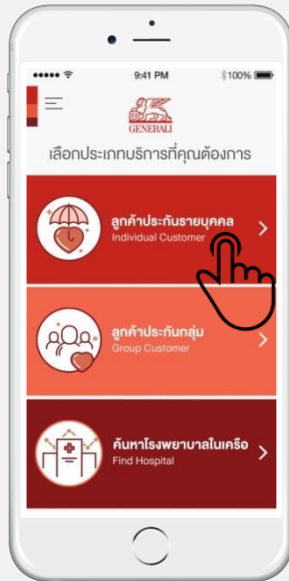 9:41 PM
100%
GENERALI
เลือกประเภทบริการที่คุณต้องการ
ลูกค้าประกันรายบุคคล
Individual Customer
ลูกค้าประกันกลุ่ม
Group Customer
ค้นหาโรงพยาบาลในเครือ
Find Hospital